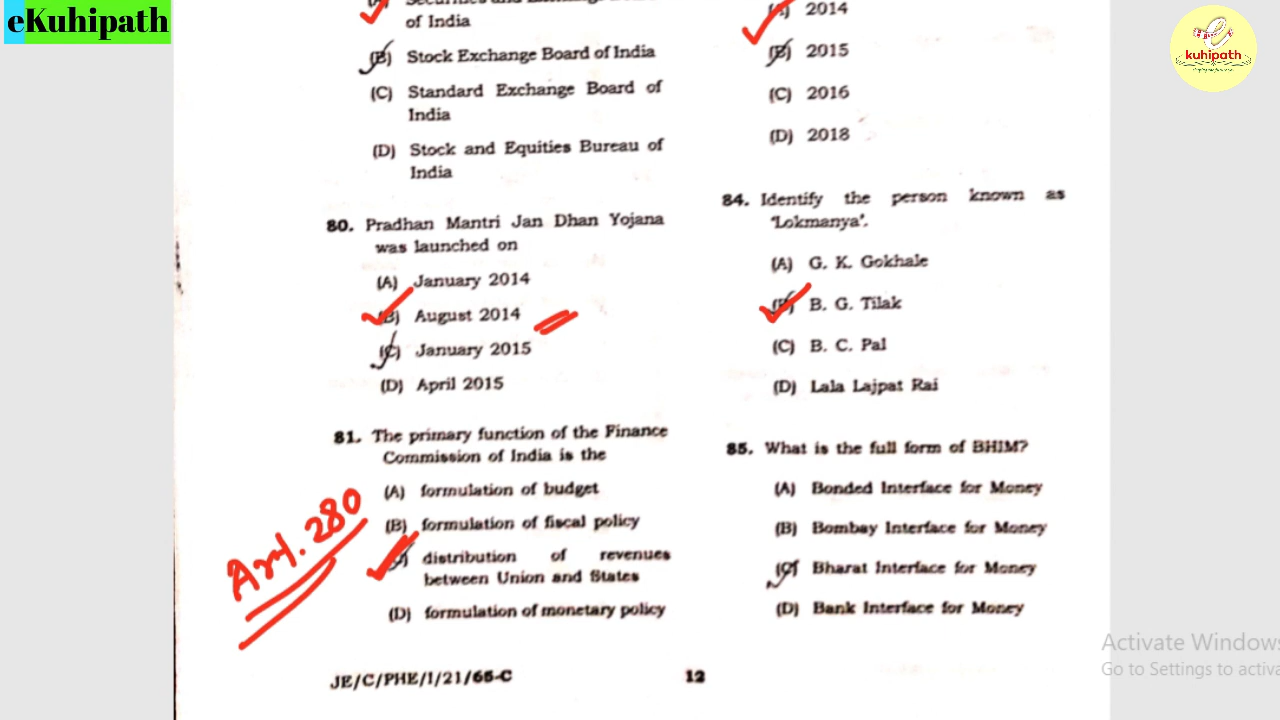 eKuhipath
kuhipath
of India
(B) Stock Exchange Board of India
(C) Standard Exchange Board of
India
(D) Stock and Equities Bureau of
India
80. Pradhan Mantri Jan Dhan Yojana
was launched on
(A) January 2014
(B) August 2014
(C) January 2015
(D) April 2015
81. The primary function of the Finance
Commission of India is the
(A) formulation of budget
(B) formulation of fiscal policy
distribution of revenues
between Union and States
(D) formulation of monetary policy
Art. 280
(A) 2014
(B) 2015
(C) 2016
(D) 2018
84. Identify the person known as
'Lokmanya'.
(A) G. K. Gokhale
(B) B. G. Tilak
(C) B. C. Pal
(D) Lala Lajpat Rai
85. What is the full form of BHIM?
(A) Bonded Interface for Money
(B) Bombay Interface for Money
(C) Bharat Interface for Money
(D) Bank Interface for Money
JE/C/PHE/1/21/65-C
12
Activate Windows
Go to Settings to activa